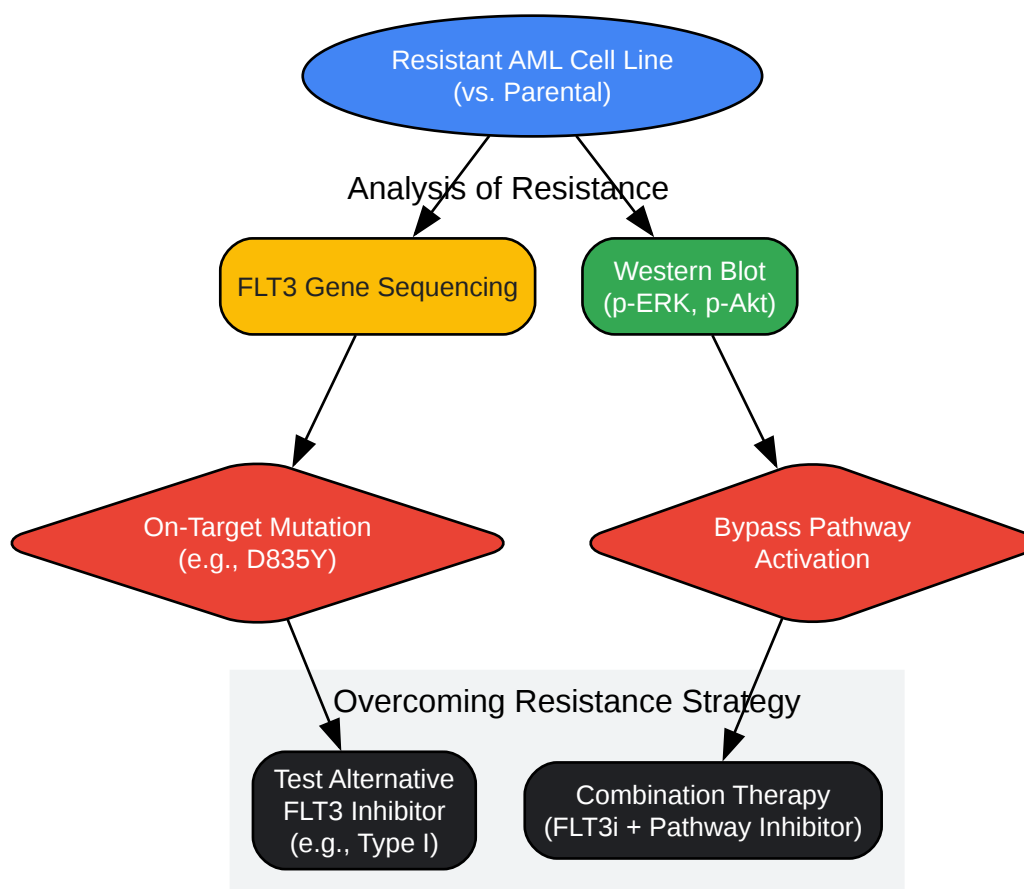 Resistant AML Cell Line
(vs. Parental)
Analysis of Resistance
FLT3 Gene Sequencing
Western Blot
(p-ERK, p-Akt)
On-Target Mutation
(e.g., D835Y)
Bypass Pathway
Activation
Overcoming Resistance Strategy
Test Alternative
FLT3 Inhibitor
(e.g., Type I)
Combination Therapy
(FLT3i + Pathway Inhibitor)